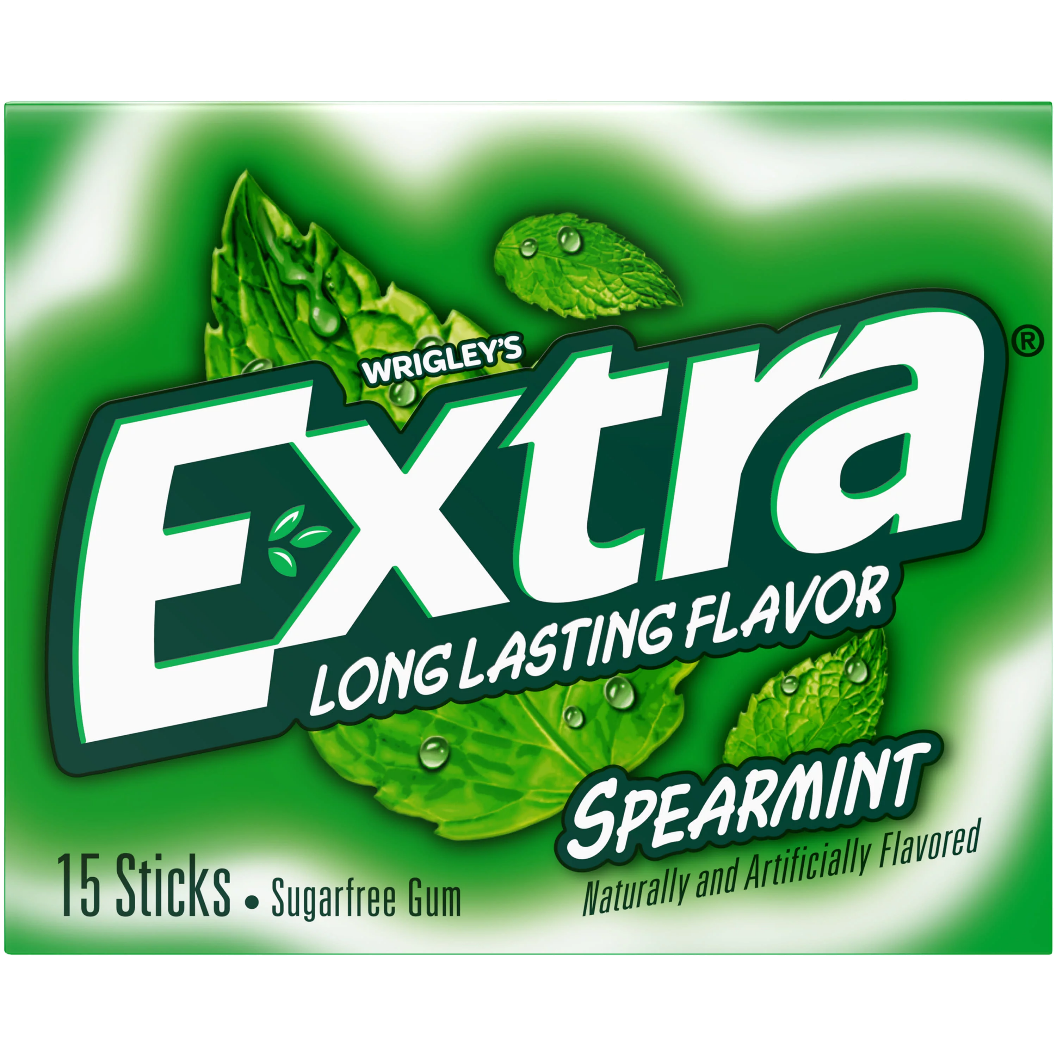 WRIGLEY'S
Extra®
LONG LASTING FLAVOR
SPEARMINT
Naturally and Artificially Flavored
15 Sticks • Sugarfree Gum